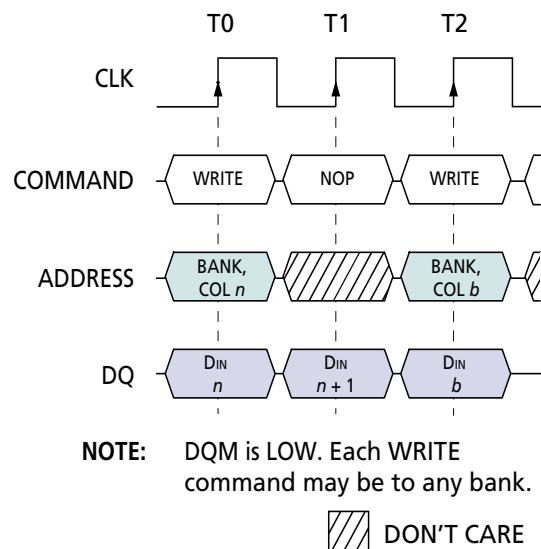 T0 T1 T2
CLK
COMMAND WRITE NOP WRITE
ADDRESS BANK, COL n BANK, COL b
DQ DIN n DIN n + 1 DIN b
NOTE: DQM is LOW. Each WRITE
command may be to any bank.
DON'T CARE